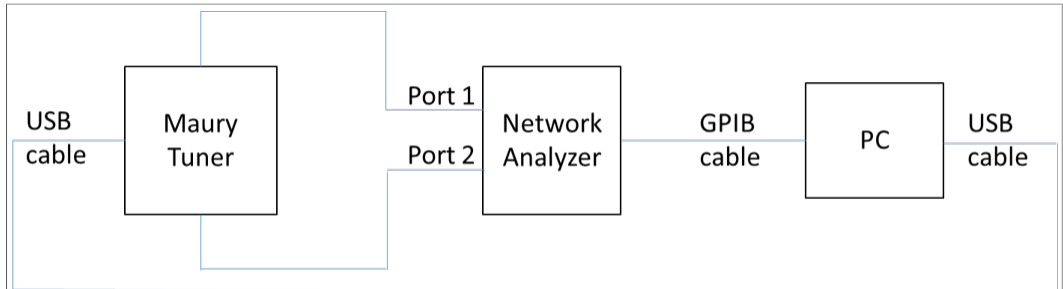 USB
cable
Maury
Tuner
Port 1
Port 2
Network
Analyzer
GPIB
cable
PC
USB
cable